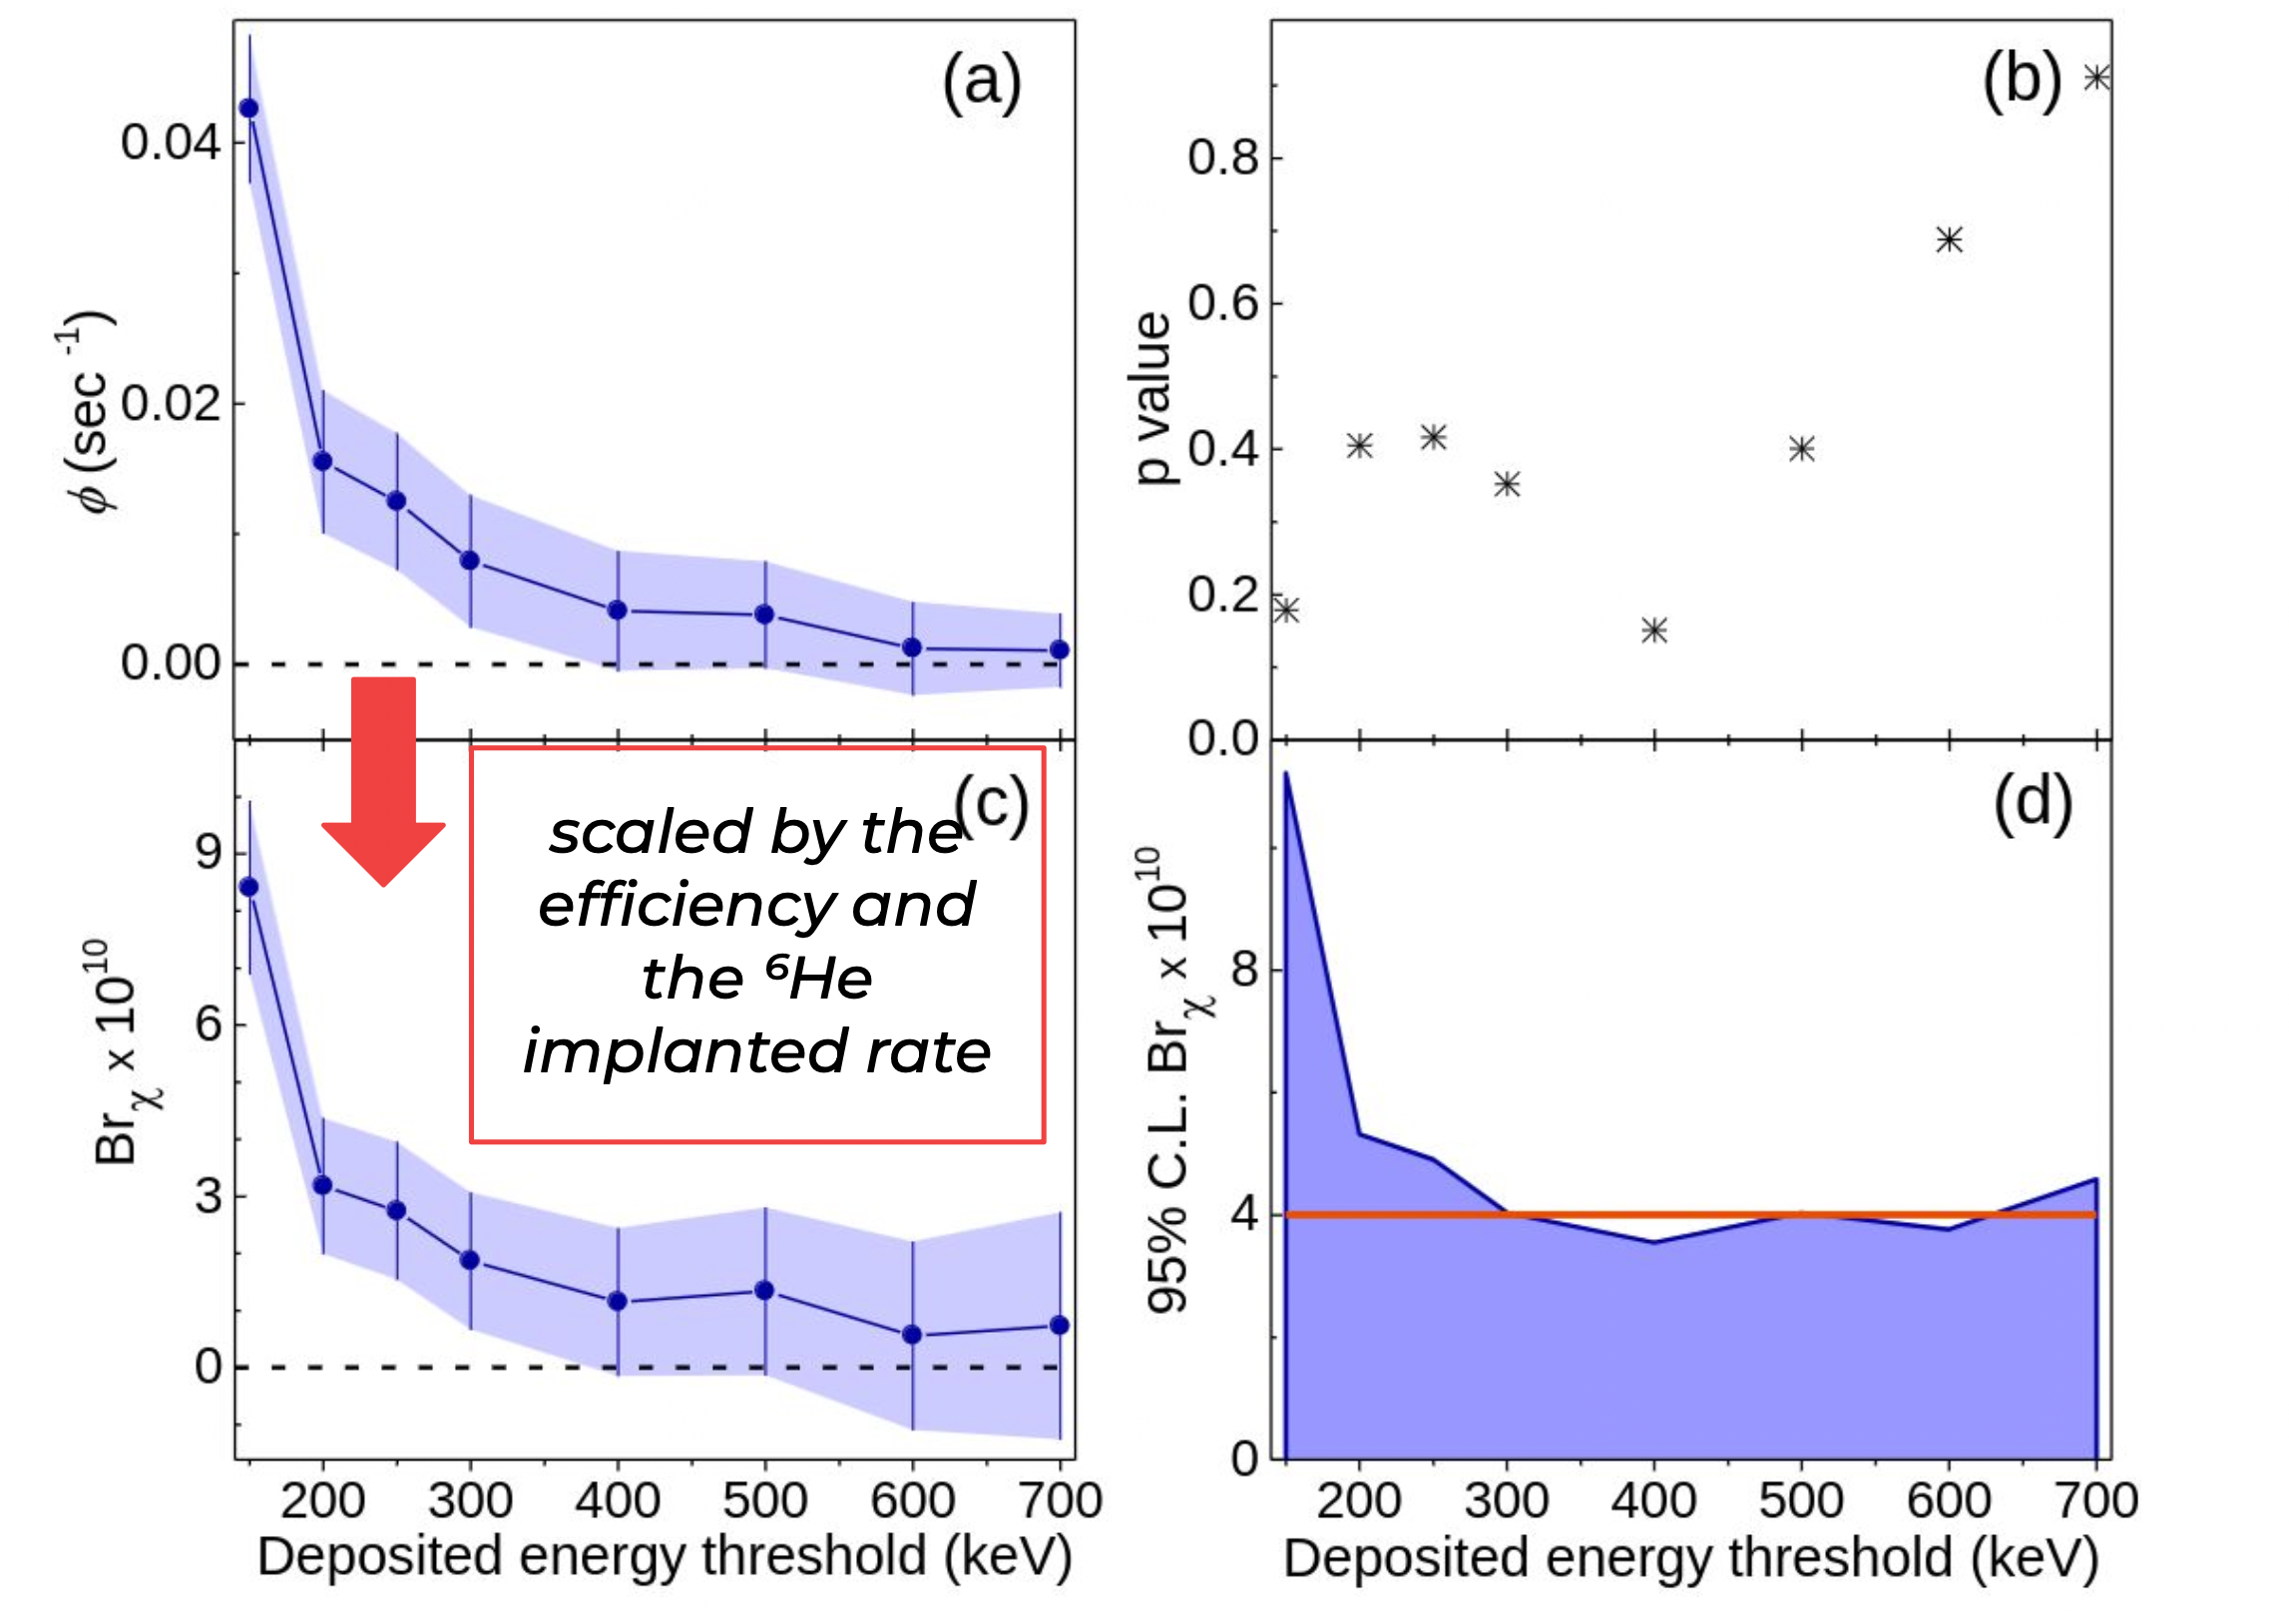 (a)
0.04
0.02
0.00
ϕ (sec ⁻¹)
(b)
0.8
0.6
0.4
0.2
0.0
p value
(c)
scaled by the
efficiency and
the ⁶He
implanted rate
9
6
3
0
Brχ x 10¹⁰
200 300 400 500 600 700
Deposited energy threshold (keV)
(d)
8
4
0
95% C.L. Brχ x 10¹⁰
200 300 400 500 600 700
Deposited energy threshold (keV)